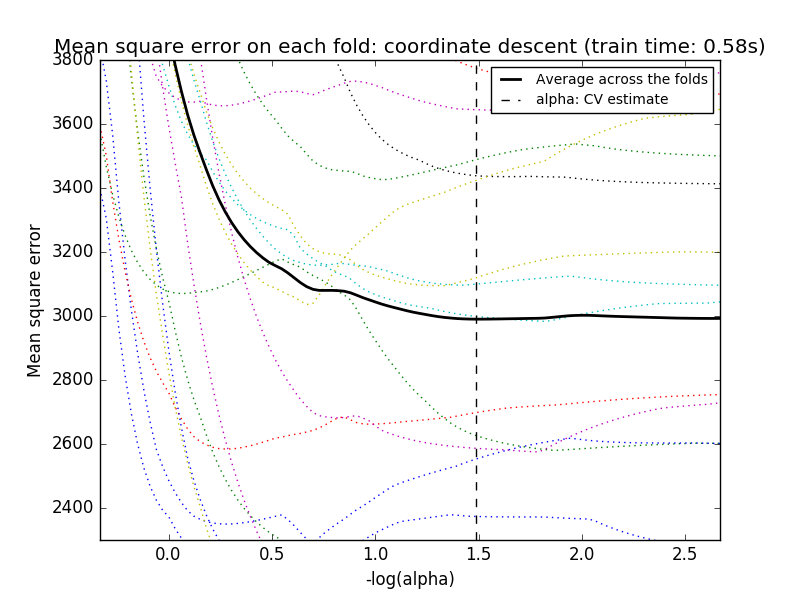 Mean square error on each fold: coordinate descent (train time: 0.58s)
3800
3600
3400
3200
3000
2800
2600
2400
Mean square error
Average across the folds
alpha: CV estimate
0.0 0.5 1.0 1.5 2.0 2.5
-log(alpha)